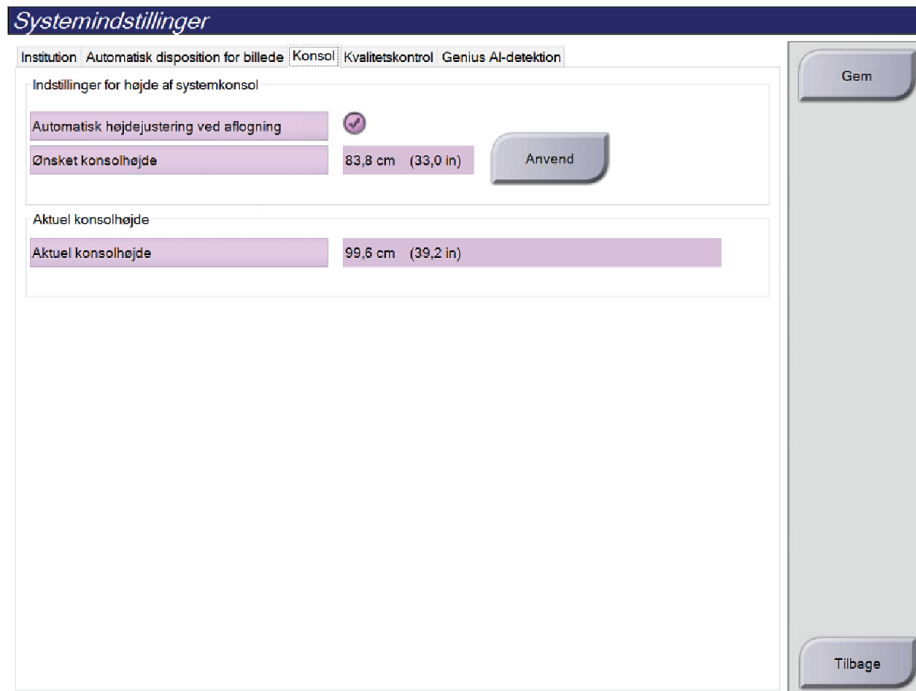 Systemindstillinger
Institution Automatisk disposition for billede Konsol Kvalitetskontrol Genius AI-detektion
Gem
Indstillinger for højde af systemkonsol
Automatisk højdejustering ved aflogning
Ønsket konsolhøjde 83,8 cm (33,0 in) Anvend
Aktuel konsolhøjde
Aktuel konsolhøjde 99,6 cm (39,2 in)
Tilbage